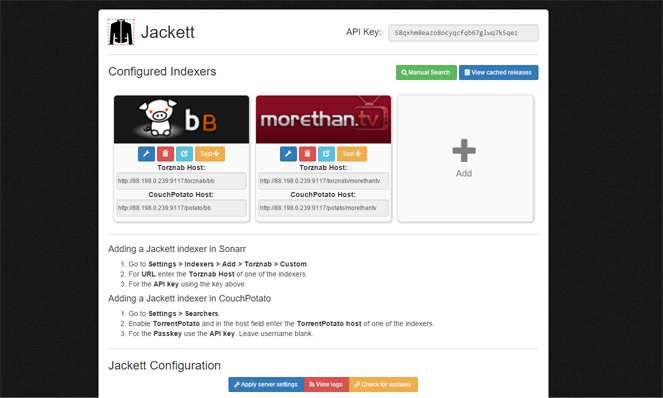 Jackett
API Key: 58qxhm8eazo8ocyqcfqb67glwq7k5qez
Configured Indexers
Manual Search
View cached releases
bB
morethan.tv
Test
Test
Torznab Host:
Torznab Host:
http://88.198.0.239:9117/torznab/bb
http://88.198.0.239:9117/torznab/morethantv
CouchPotato Host:
CouchPotato Host:
http://88.198.0.239:9117/potato/bb
http://88.198.0.239:9117/potato/morethantv
Add
Adding a Jackett indexer in Sonarr
1. Go to Settings > Indexers > Add > Torznab > Custom.
2. For URL enter the Torznab Host of one of the indexers.
3. For the API key using the key above.
Adding a Jackett indexer in CouchPotato
1. Go to Settings > Searchers.
2. Enable TorrentPotato and in the host field enter the TorrentPotato host of one of the indexers.
3. For the Passkey use the API key. Leave username blank.
Jackett Configuration
Apply server settings
View logs
Check for updates